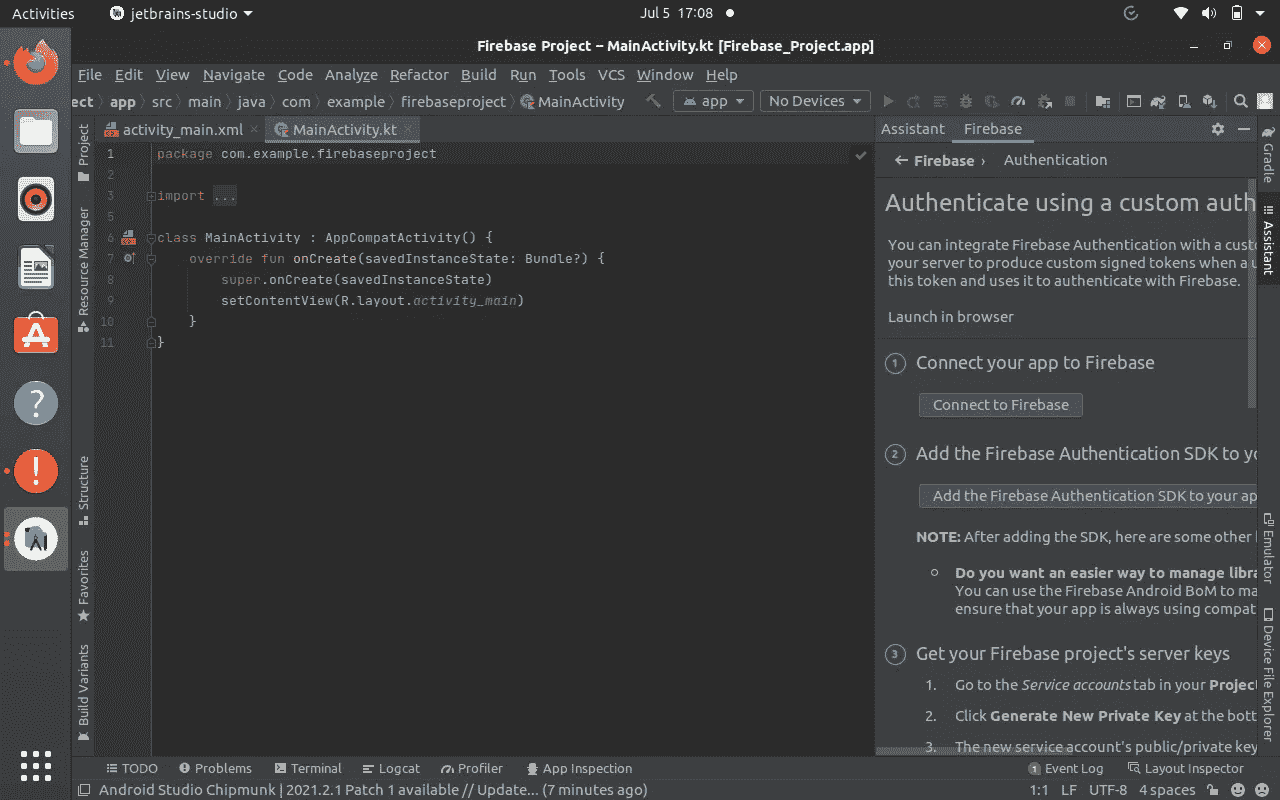 Activities jetbrains-studio Jul 5 17:08
Firebase Project – MainActivity.kt [Firebase_Project.app]
File Edit View Navigate Code Analyze Refactor Build Run Tools VCS Window Help
ect app src main java com example firebaseproject MainActivity app No Devices
activity_main.xml MainActivity.kt
Project
Resource Manager
Structure
Favorites
Build Variants
1 package com.example.firebaseproject
2
3 import ...
5
6 class MainActivity : AppCompatActivity() {
7 override fun onCreate(savedInstanceState: Bundle?) {
8 super.onCreate(savedInstanceState)
9 setContentView(R.layout.activity_main)
10 }
11 }
Assistant Firebase
← Firebase › Authentication
Authenticate using a custom auth
You can integrate Firebase Authentication with a custo
your server to produce custom signed tokens when a u
this token and uses it to authenticate with Firebase.
Launch in browser
1 Connect your app to Firebase
Connect to Firebase
2 Add the Firebase Authentication SDK to yo
Add the Firebase Authentication SDK to your ap
NOTE: After adding the SDK, here are some other
Do you want an easier way to manage libra
You can use the Firebase Android BoM to ma
ensure that your app is always using compat
3 Get your Firebase project's server keys
1. Go to the Service accounts tab in your Project
2. Click Generate New Private Key at the bott
3. The new service account's public/private key
Gradle
Assistant
Emulator
Device File Explorer
TODO Problems Terminal Logcat Profiler App Inspection 1 Event Log Layout Inspector
Android Studio Chipmunk | 2021.2.1 Patch 1 available // Update... (7 minutes ago) 1:1 LF UTF-8 4 spaces